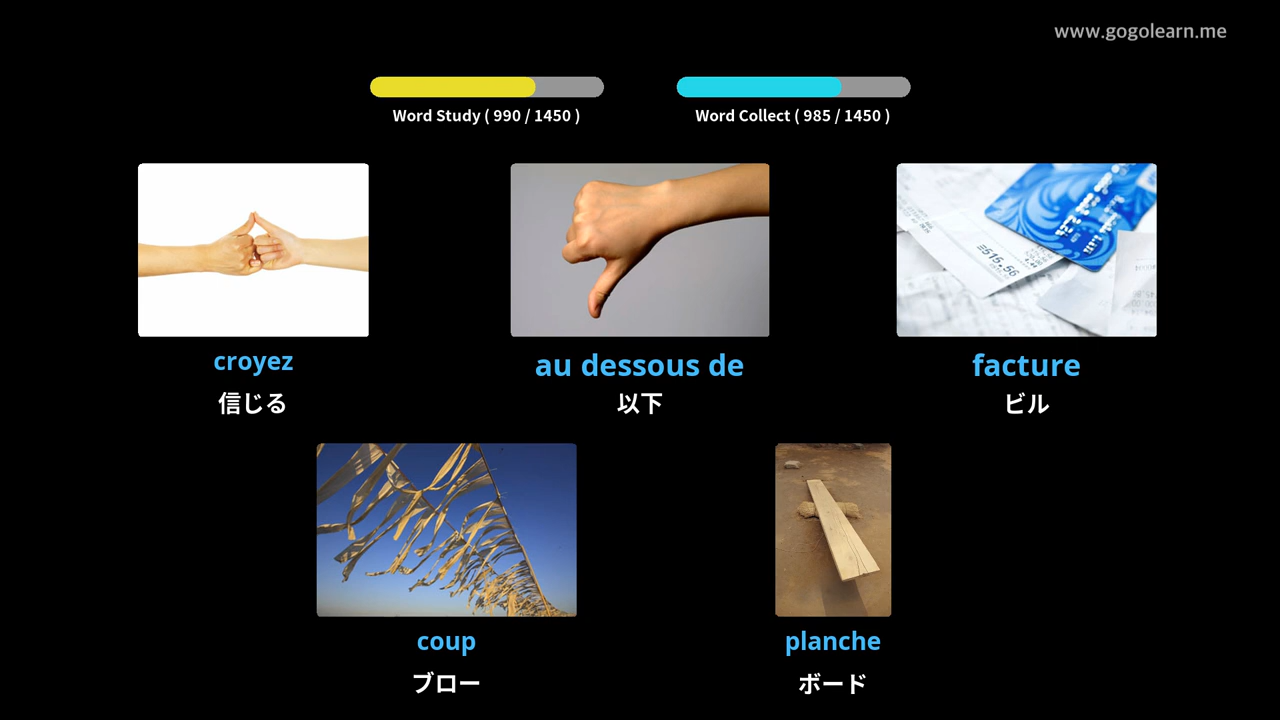 www.gogolearn.me
Word Study ( 990 / 1450 )
Word Collect ( 985 / 1450 )
croyez
信じる
au dessous de
以下
facture
ビル
coup
ブロー
planche
ボード